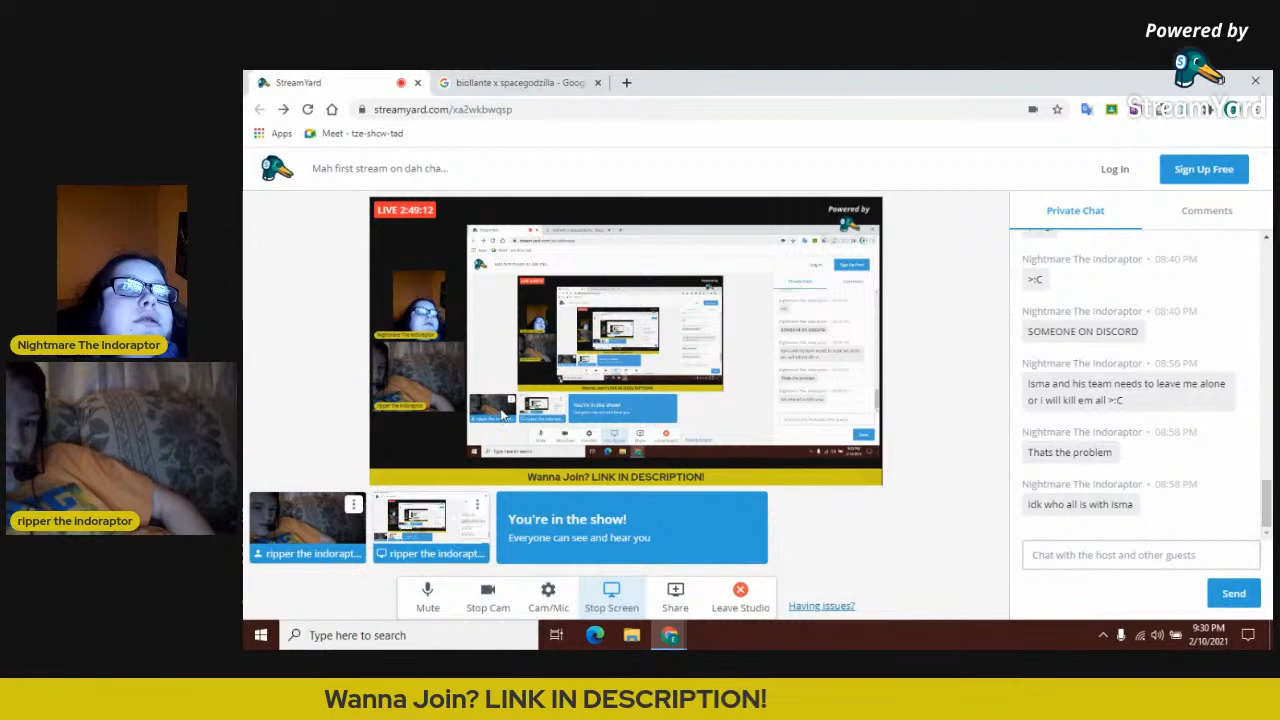 Powered by
StreamYard
StreamYard
biollante x spacegodzilla - Goog
streamyard.com/xa2wkbwqsp
Apps
Meet - tze-shcw-tad
Mah first stream on dah cha...
Log In
Sign Up Free
LIVE 2:49:12
Powered by
Private Chat
Comments
Nightmare The Indoraptor 08:40 PM
>:C
Nightmare The Indoraptor 08:40 PM
SOMEONE ON DISCORD
Nightmare The Indoraptor 08:56 PM
Isma and his team needs to leave me alone
or i will kill em all >:C
Nightmare The Indoraptor 08:58 PM
Thats the problem
Nightmare The Indoraptor 08:58 PM
Idk who all is with isma
Nightmare The Indoraptor
ripper the indoraptor
You're in the show!
Wanna Join? LINK IN DESCRIPTION!
ripper the indorapt...
ripper the indorapt...
You're in the show!
Everyone can see and hear you
Chat with the host and other guests
Send
Mute
Stop Cam
Cam/Mic
Stop Screen
Share
Leave Studio
Having issues?
Type here to search
9:30 PM
2/10/2021
Wanna Join? LINK IN DESCRIPTION!